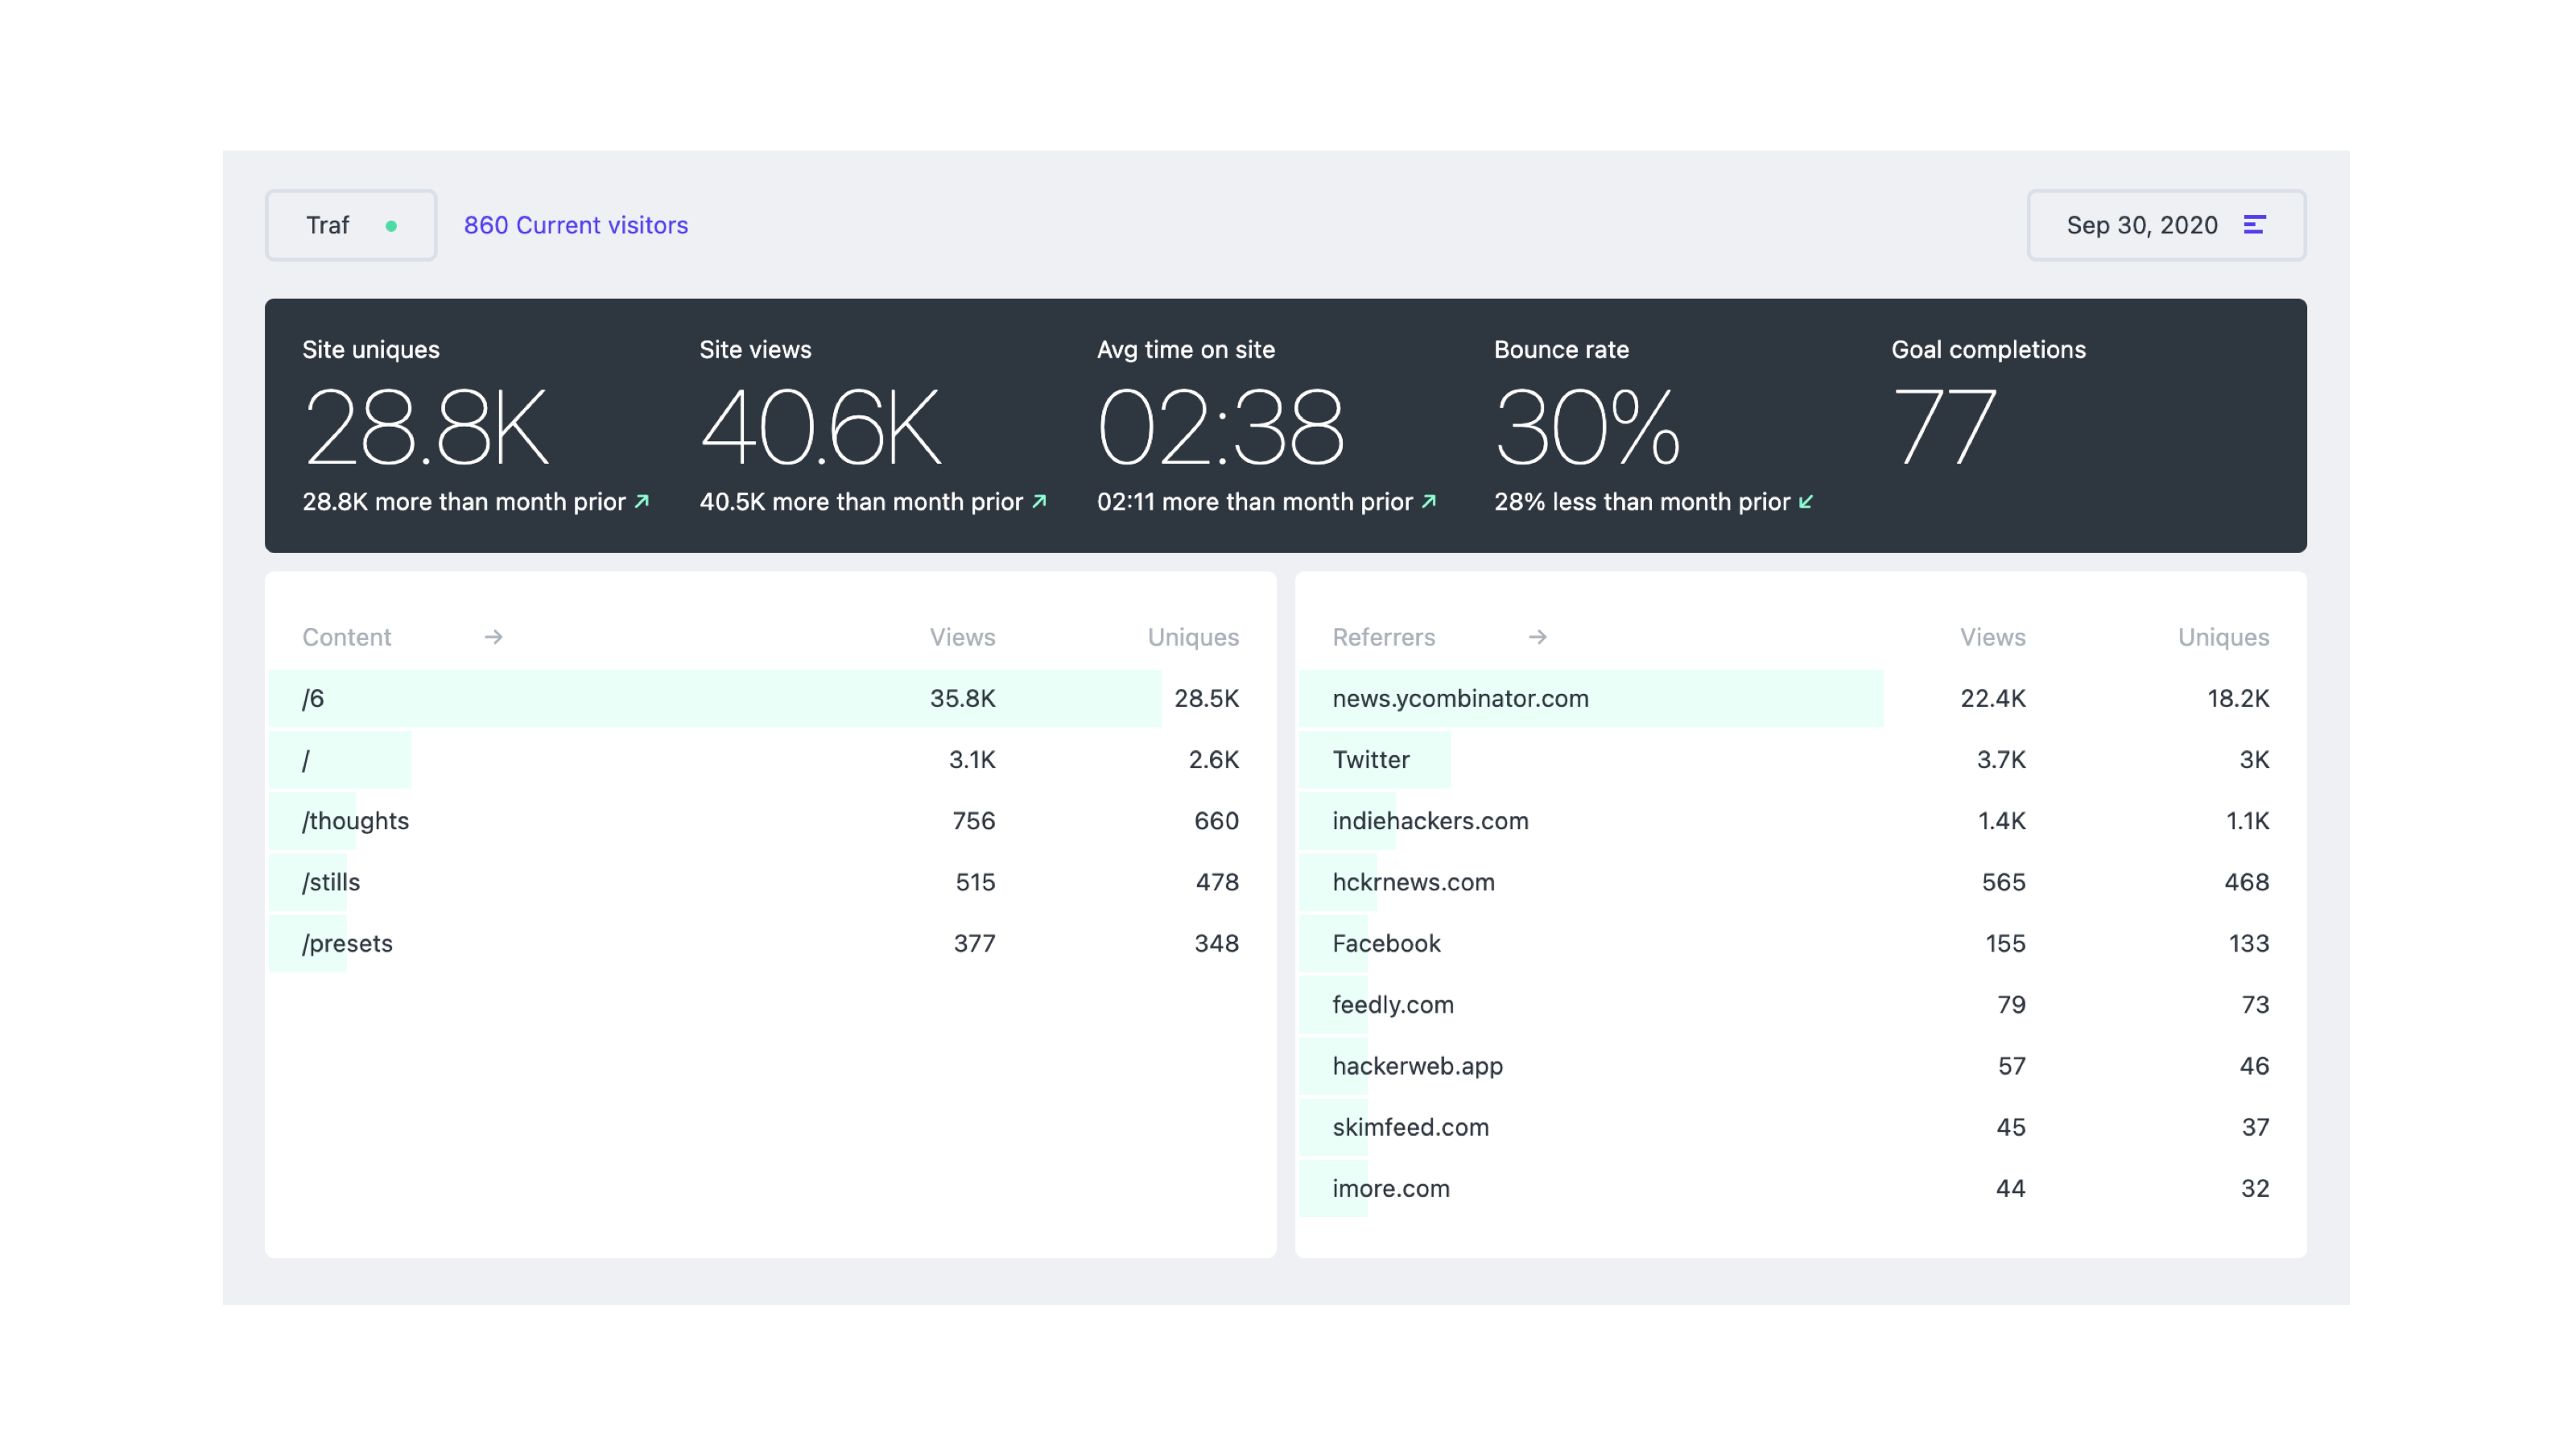 Traf
860 Current visitors
Sep 30, 2020
Site uniques
28.8K
28.8K more than month prior
Site views
40.6K
40.5K more than month prior
Avg time on site
02:38
02:11 more than month prior
Bounce rate
30%
28% less than month prior
Goal completions
77
Content → Views Uniques
/6 35.8K 28.5K
/ 3.1K 2.6K
/thoughts 756 660
/stills 515 478
/presets 377 348
Referrers → Views Uniques
news.ycombinator.com 22.4K 18.2K
Twitter 3.7K 3K
indiehackers.com 1.4K 1.1K
hckrnews.com 565 468
Facebook 155 133
feedly.com 79 73
hackerweb.app 57 46
skimfeed.com 45 37
imore.com 44 32